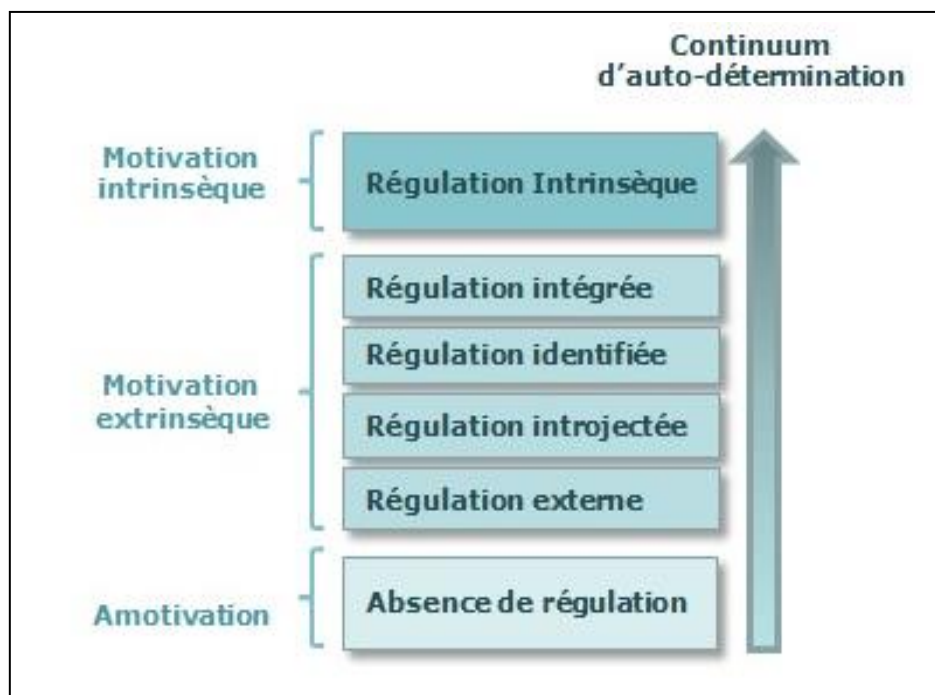 Continuum
d'auto-détermination
Motivation
intrinsèque
Régulation Intrinsèque
Régulation intégrée
Régulation identifiée
Motivation
extrinsèque
Régulation introjectée
Régulation externe
Amotivation
Absence de régulation